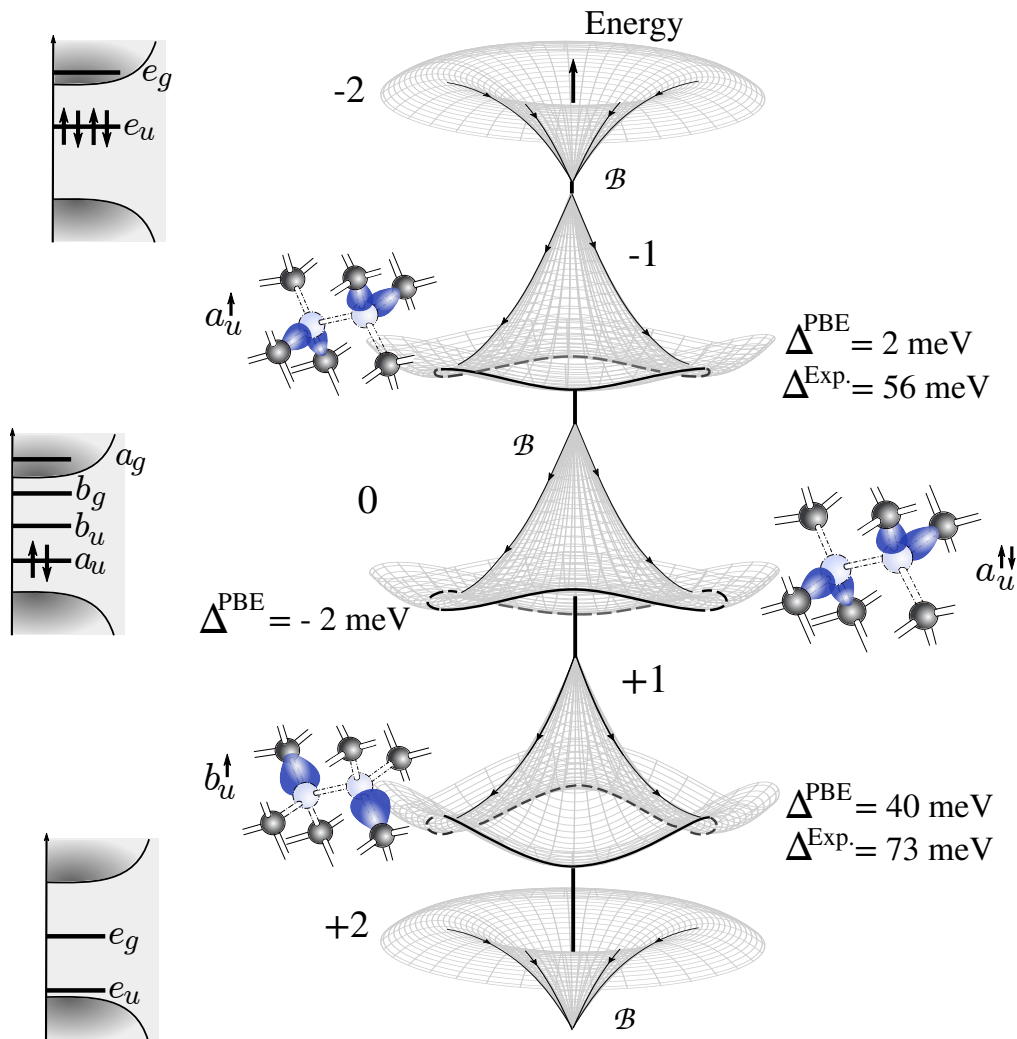 Energy
e_g
-2
e_u
ℬ
-1
a_u↑
Δ^PBE = 2 meV
Δ^Exp. = 56 meV
ℬ
a_g
b_g
0
b_u
a_u
a_u↑↓
Δ^PBE = - 2 meV
+1
b_u↑
Δ^PBE = 40 meV
Δ^Exp. = 73 meV
+2
e_g
e_u
ℬ